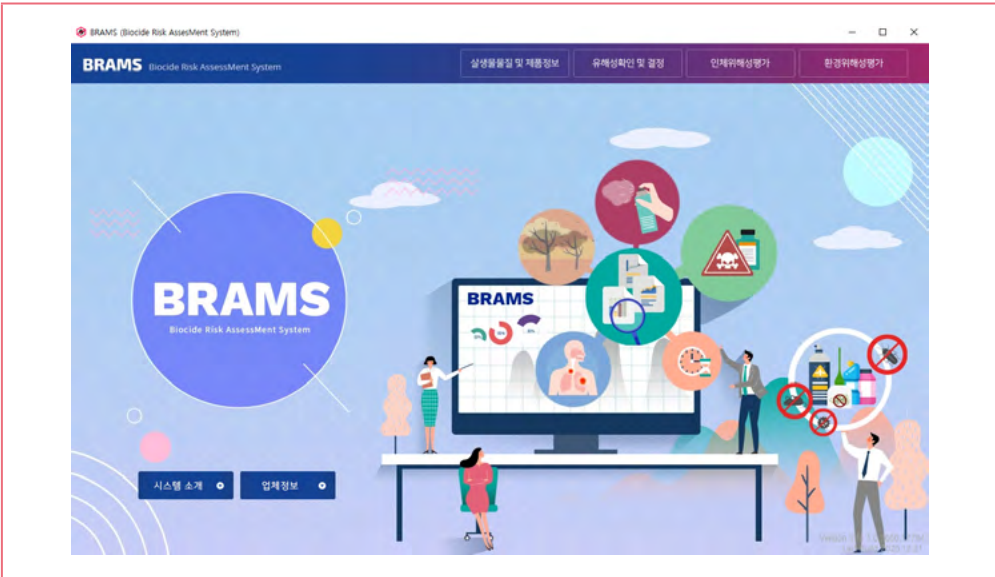 BRAMS (Biocide Risk AssesMent System)
BRAMS Biocide Risk AssessMent System
살생물물질 및 제품정보 유해성확인 및 결정 인체위해성평가 환경위해성평가
BRAMS
Biocide Risk AssessMent System
BRAMS
시스템 소개
업체정보